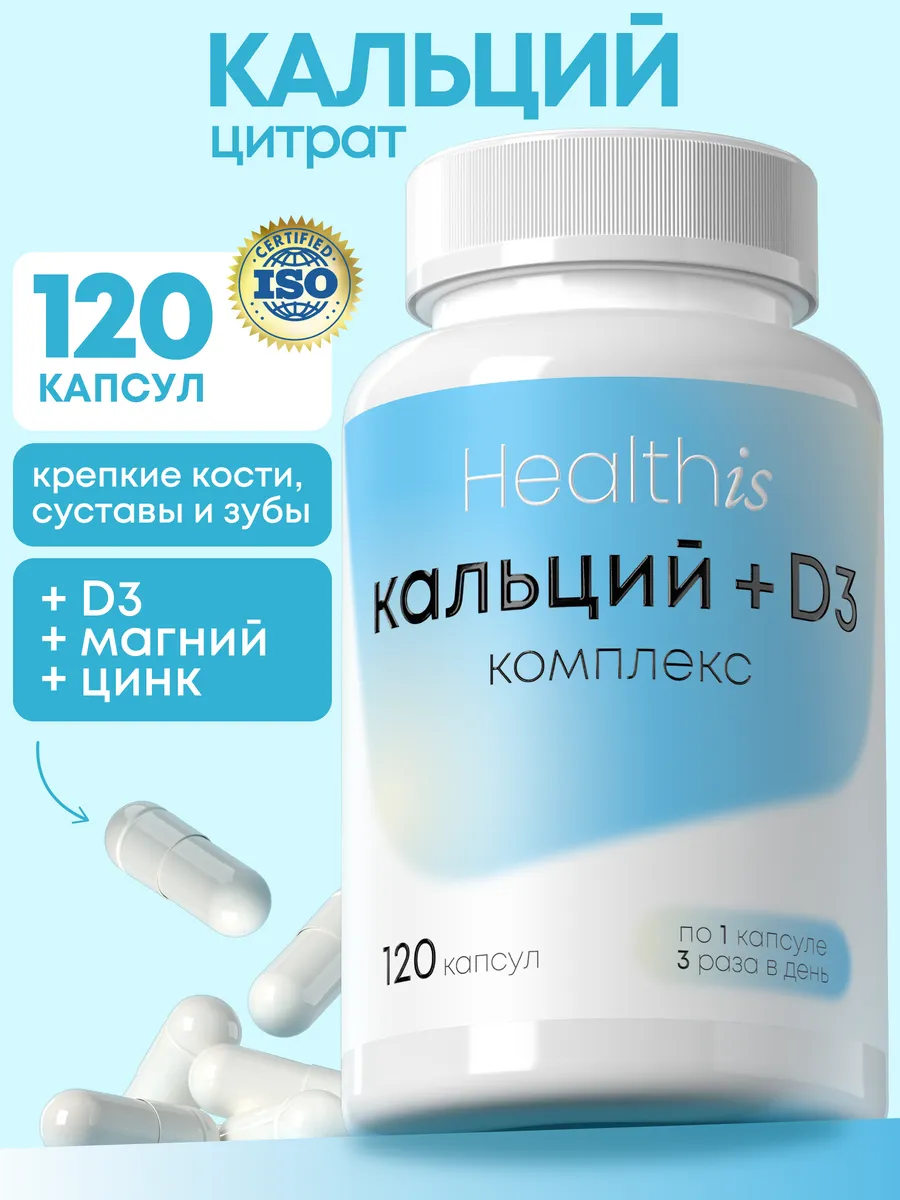 КАЛЬЦИЙ
цитрат
CERTIFIED
ISO
120
КАПСУЛ
крепкие кости,
суставы и зубы
+ D3
+ магний
+ цинк
Healthis
кальций + D3
комплекс
120 капсул
по 1 капсуле
3 раза в день